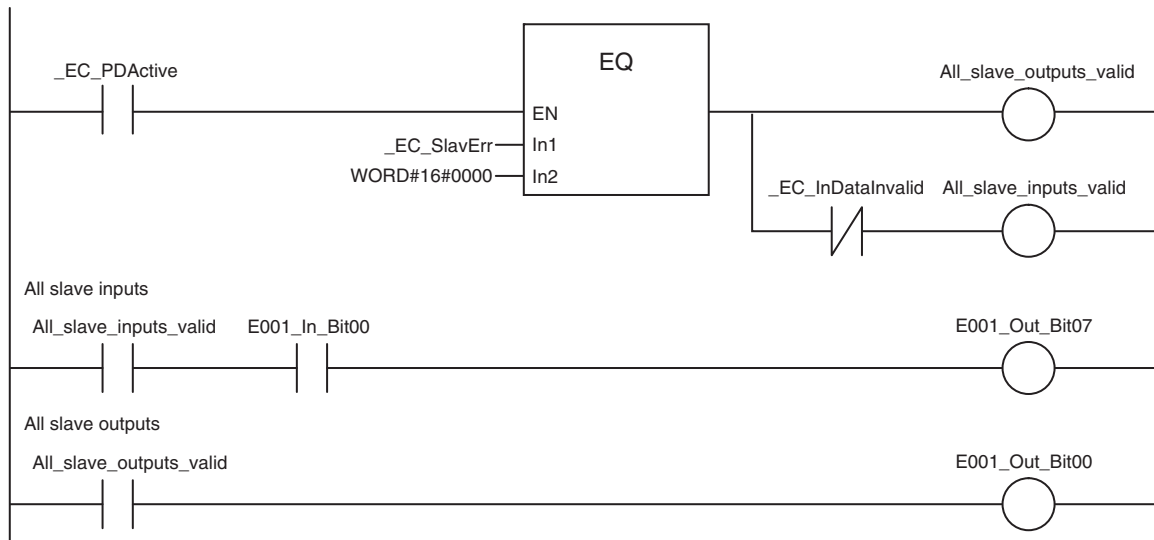 EQ
_EC_PDActive
All_slave_outputs_valid
EN
_EC_SlavErr
In1
WORD#16#0000
In2
_EC_InDataInvalid
All_slave_inputs_valid
All slave inputs
All_slave_inputs_valid
E001_In_Bit00
E001_Out_Bit07
All slave outputs
All_slave_outputs_valid
E001_Out_Bit00